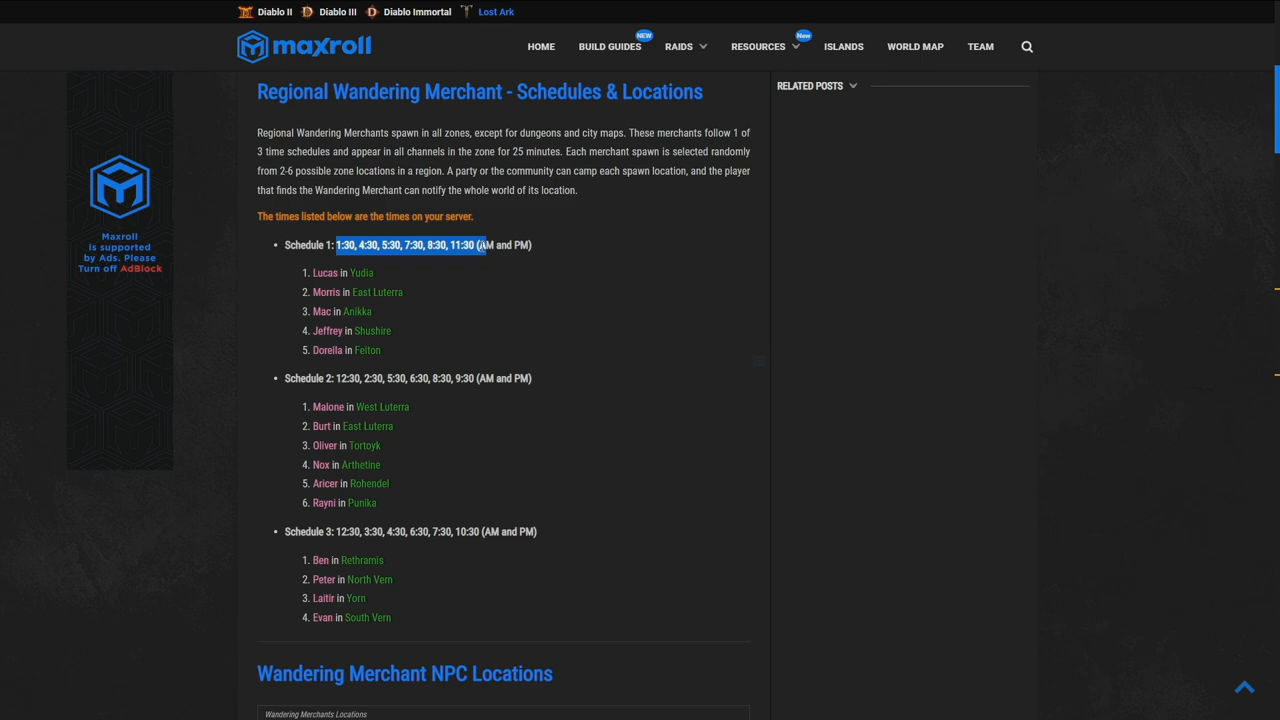 Diablo II Diablo III Diablo Immortal Lost Ark
maxroll HOME BUILD GUIDES NEW RAIDS RESOURCES New ISLANDS WORLD MAP TEAM
Regional Wandering Merchant - Schedules & Locations
RELATED POSTS
Regional Wandering Merchants spawn in all zones, except for dungeons and city maps. These merchants follow 1 of
3 time schedules and appear in all channels in the zone for 25 minutes. Each merchant spawn is selected randomly
from 2-6 possible zone locations in a region. A party or the community can camp each spawn location, and the player
that finds the Wandering Merchant can notify the whole world of its location.
The times listed below are the times on your server.
• Schedule 1: 1:30, 4:30, 5:30, 7:30, 8:30, 11:30 (AM and PM)
1. Lucas in Yudia
2. Morris in East Luterra
3. Mac in Anikka
4. Jeffrey in Shushire
5. Dorella in Feiton
• Schedule 2: 12:30, 2:30, 5:30, 6:30, 8:30, 9:30 (AM and PM)
1. Malone in West Luterra
2. Burt in East Luterra
3. Oliver in Tortoyk
4. Nox in Arthetine
5. Aricer in Rohendel
6. Rayni in Punika
• Schedule 3: 12:30, 3:30, 4:30, 6:30, 7:30, 10:30 (AM and PM)
1. Ben in Rethramis
2. Peter in North Vern
3. Laitir in Yorn
4. Evan in South Vern
Wandering Merchant NPC Locations
Wandering Merchants Locations
Maxroll
is supported
by Ads. Please
Turn off AdBlock